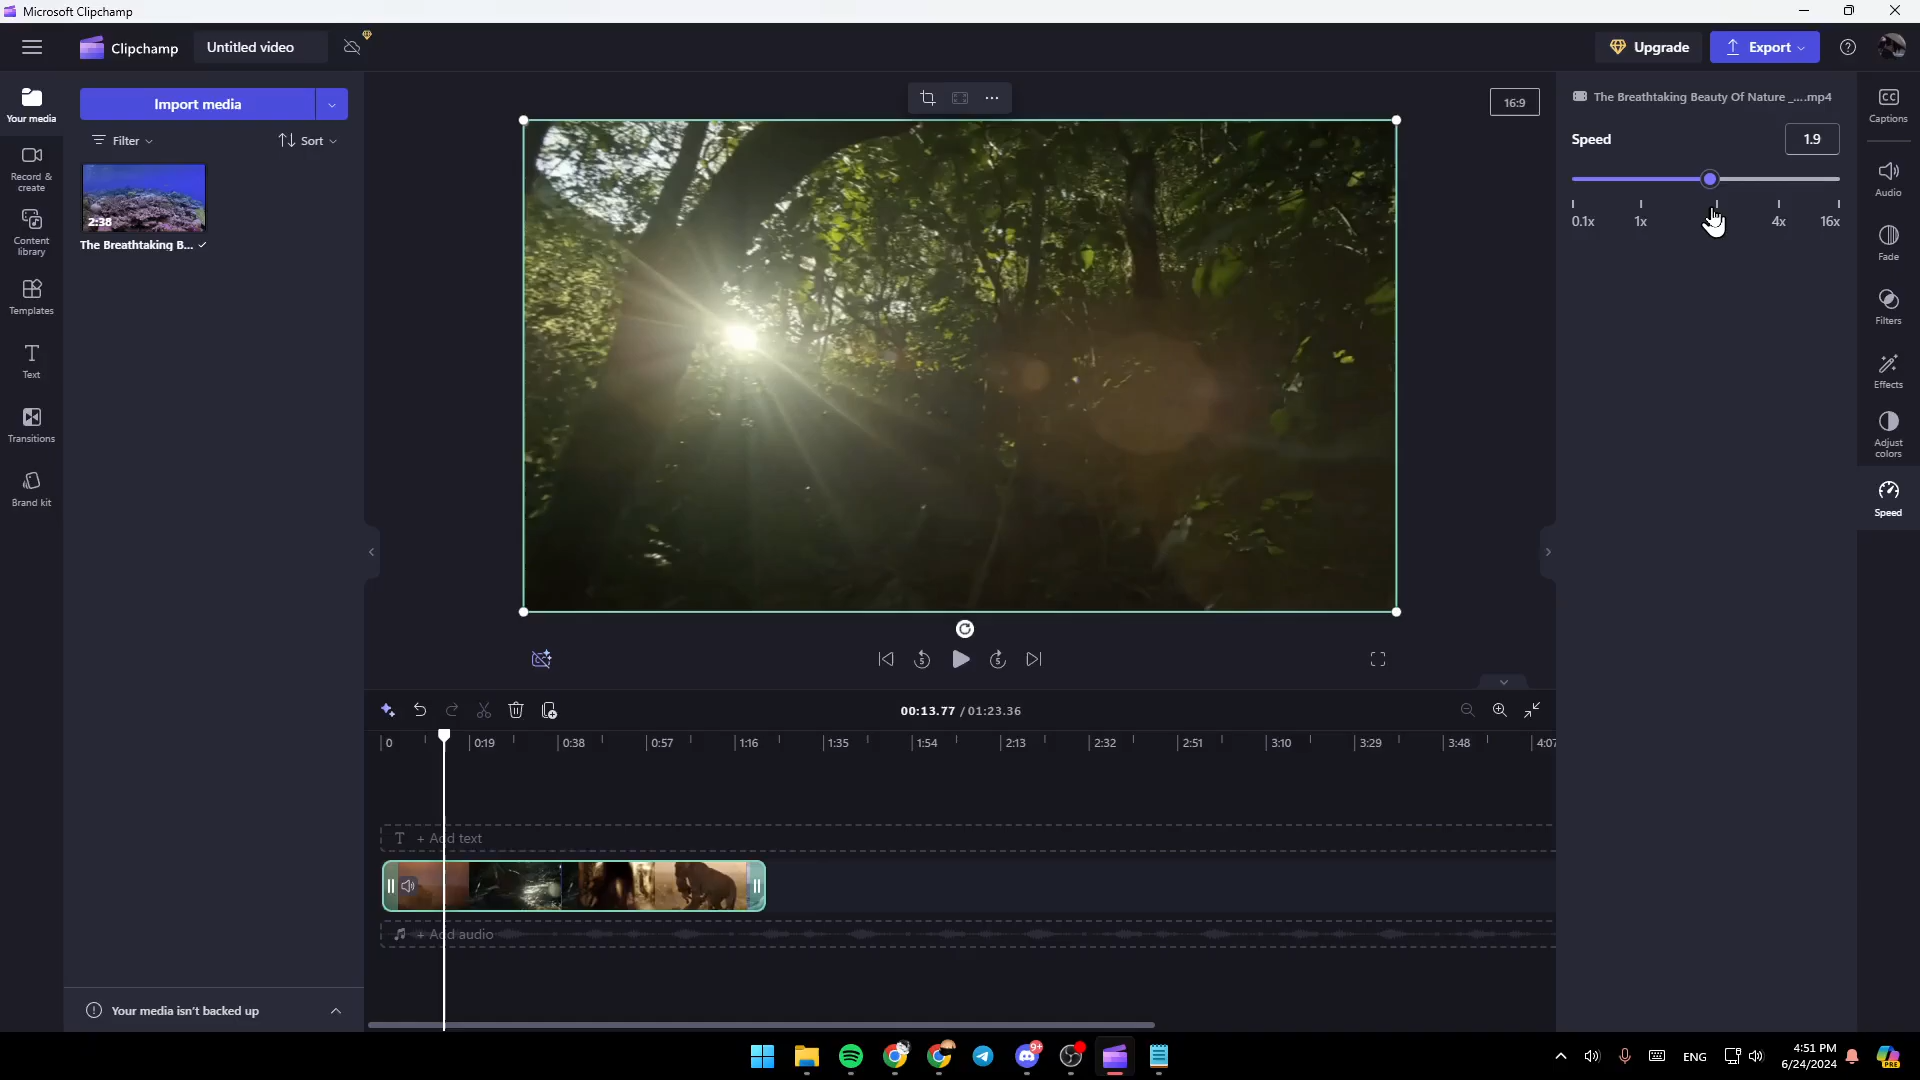 Microsoft Clipchamp
Clipchamp
Untitled video
Upgrade
Export
Your media
Record &
create
Content
library
Templates
Text
Transitions
Brand kit
Import media
Filter
Sort
2:38
The Breathtaking B...
Your media isn't backed up
16:9
The Breathtaking Beauty Of Nature _....mp4
Speed
1.9
0.1x 1x 4x 16x
CC
Captions
Audio
Fade
Filters
Effects
Adjust
colors
Speed
5
5
00:13.77 / 01:23.36
0 0:19 0:38 0:57 1:16 1:35 1:54 2:13 2:32 2:51 3:10 3:29 3:48 4:07
T + Add text
+ Add audio
9+
ENG
4:51 PM
6/24/2024
PRE